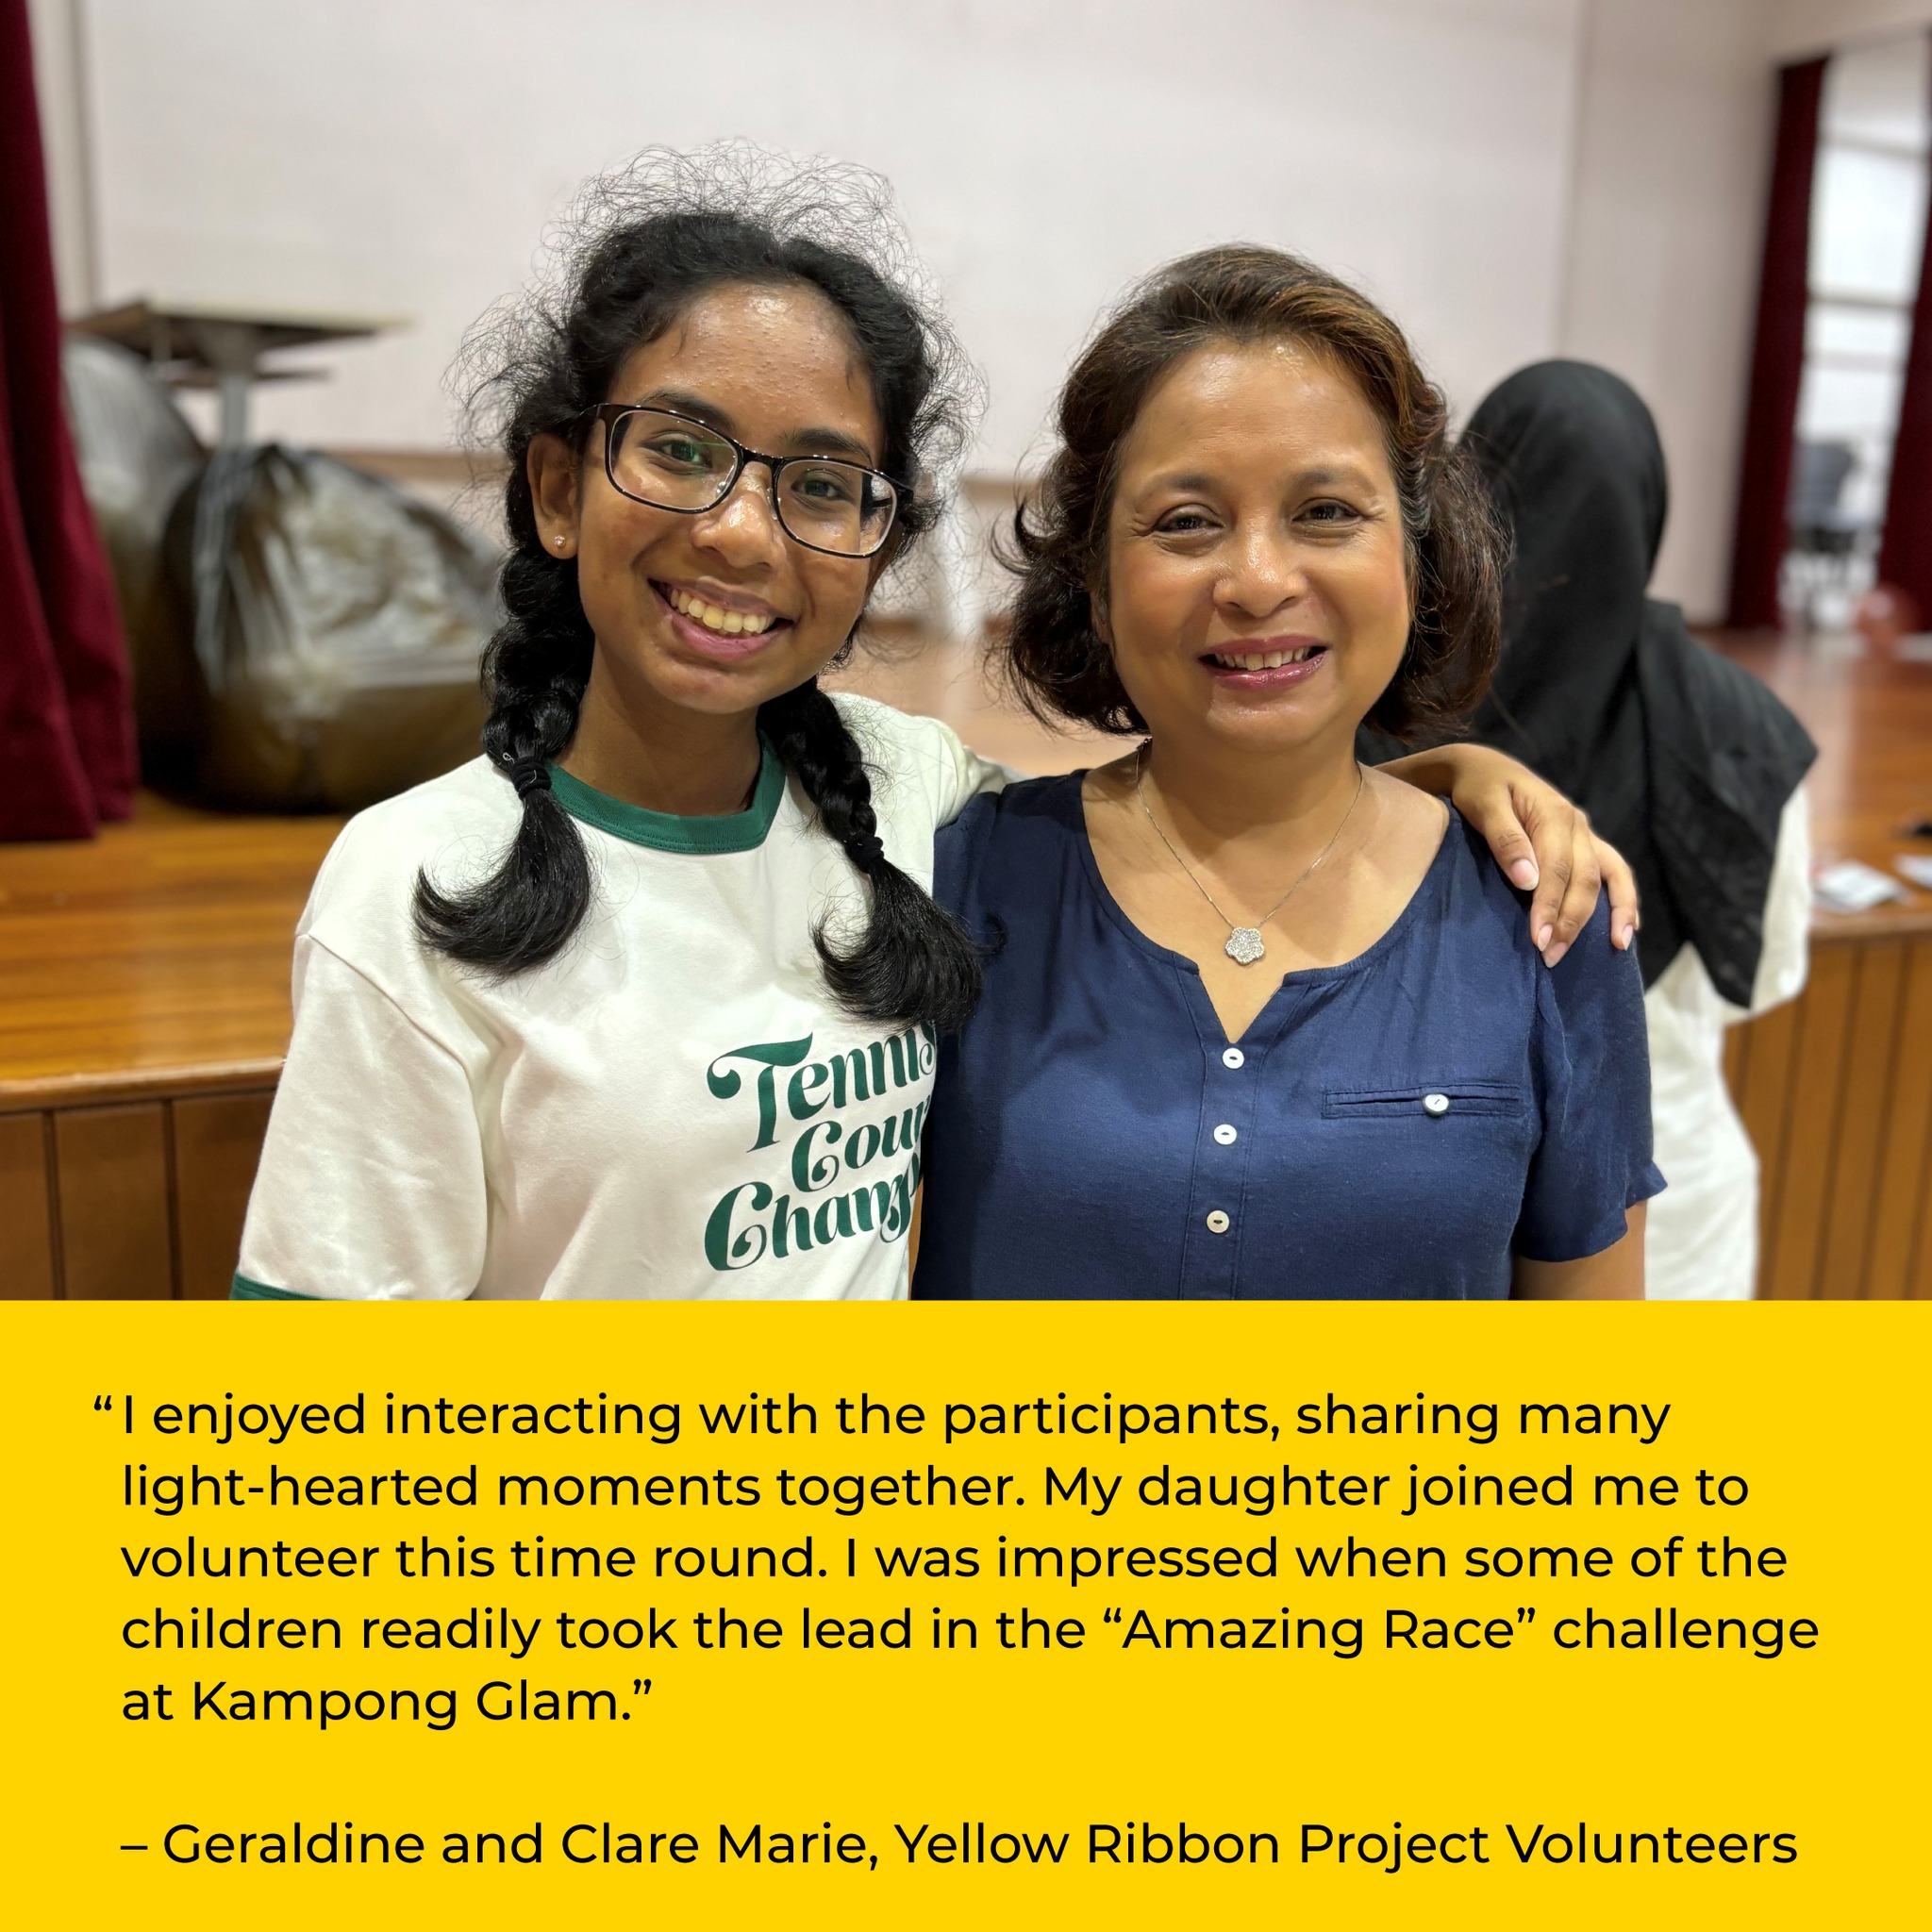 Tennis
“I enjoyed interacting with the participants, sharing many
light-hearted moments together. My daughter joined me to
volunteer this time round. I was impressed when some of the
children readily took the lead in the “Amazing Race” challenge
at Kampong Glam.”
– Geraldine and Clare Marie, Yellow Ribbon Project Volunteers